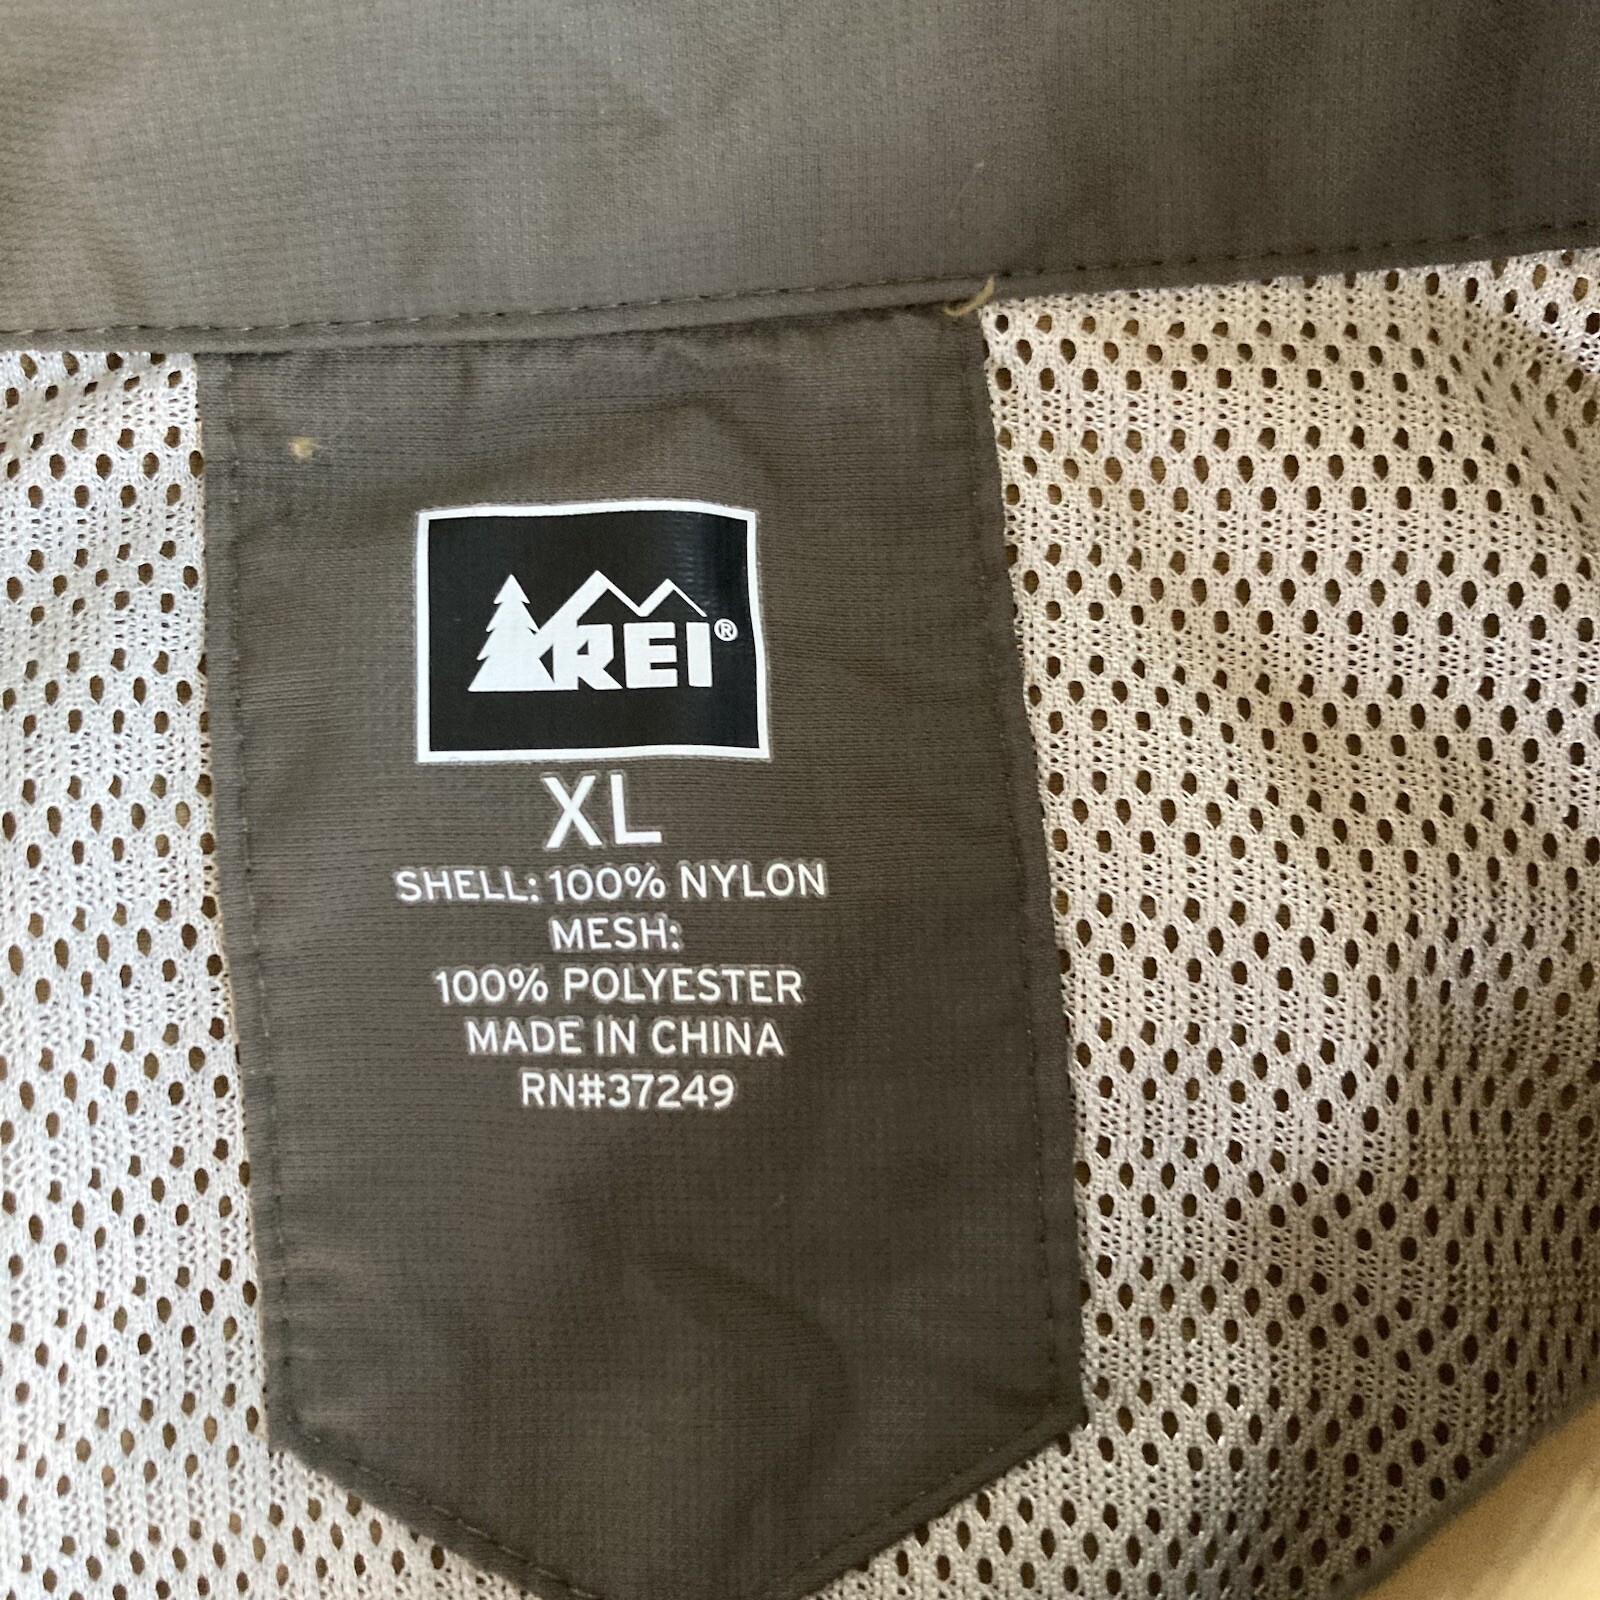 REI®
XL
SHELL: 100% NYLON
MESH:
100% POLYESTER
MADE IN CHINA
RN#37249